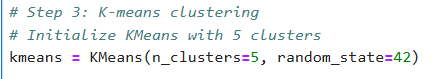 # Step 3: K-means clustering
# Initialize KMeans with 5 clusters
kmeans = KMeans(n_clusters=5, random_state=42)